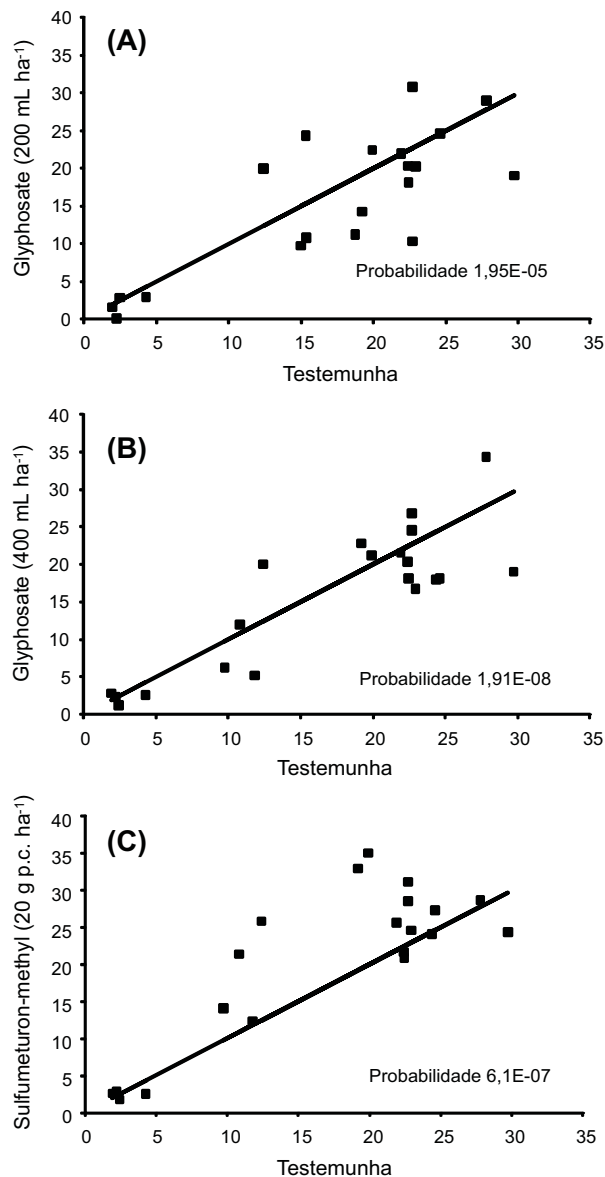 (A)
Glyphosate (200 mL ha⁻¹)
40
35
30
25
20
15
10
5
0
Probabilidade 1,95E-05
0 5 10 15 20 25 30 35
Testemunha
(B)
Glyphosate (400 mL ha⁻¹)
40
35
30
25
20
15
10
5
0
Probabilidade 1,91E-08
0 5 10 15 20 25 30 35
Testemunha
(C)
Sulfumeturon-methyl (20 g p.c. ha⁻¹)
40
35
30
25
20
15
10
5
0
Probabilidade 6,1E-07
0 5 10 15 20 25 30 35
Testemunha